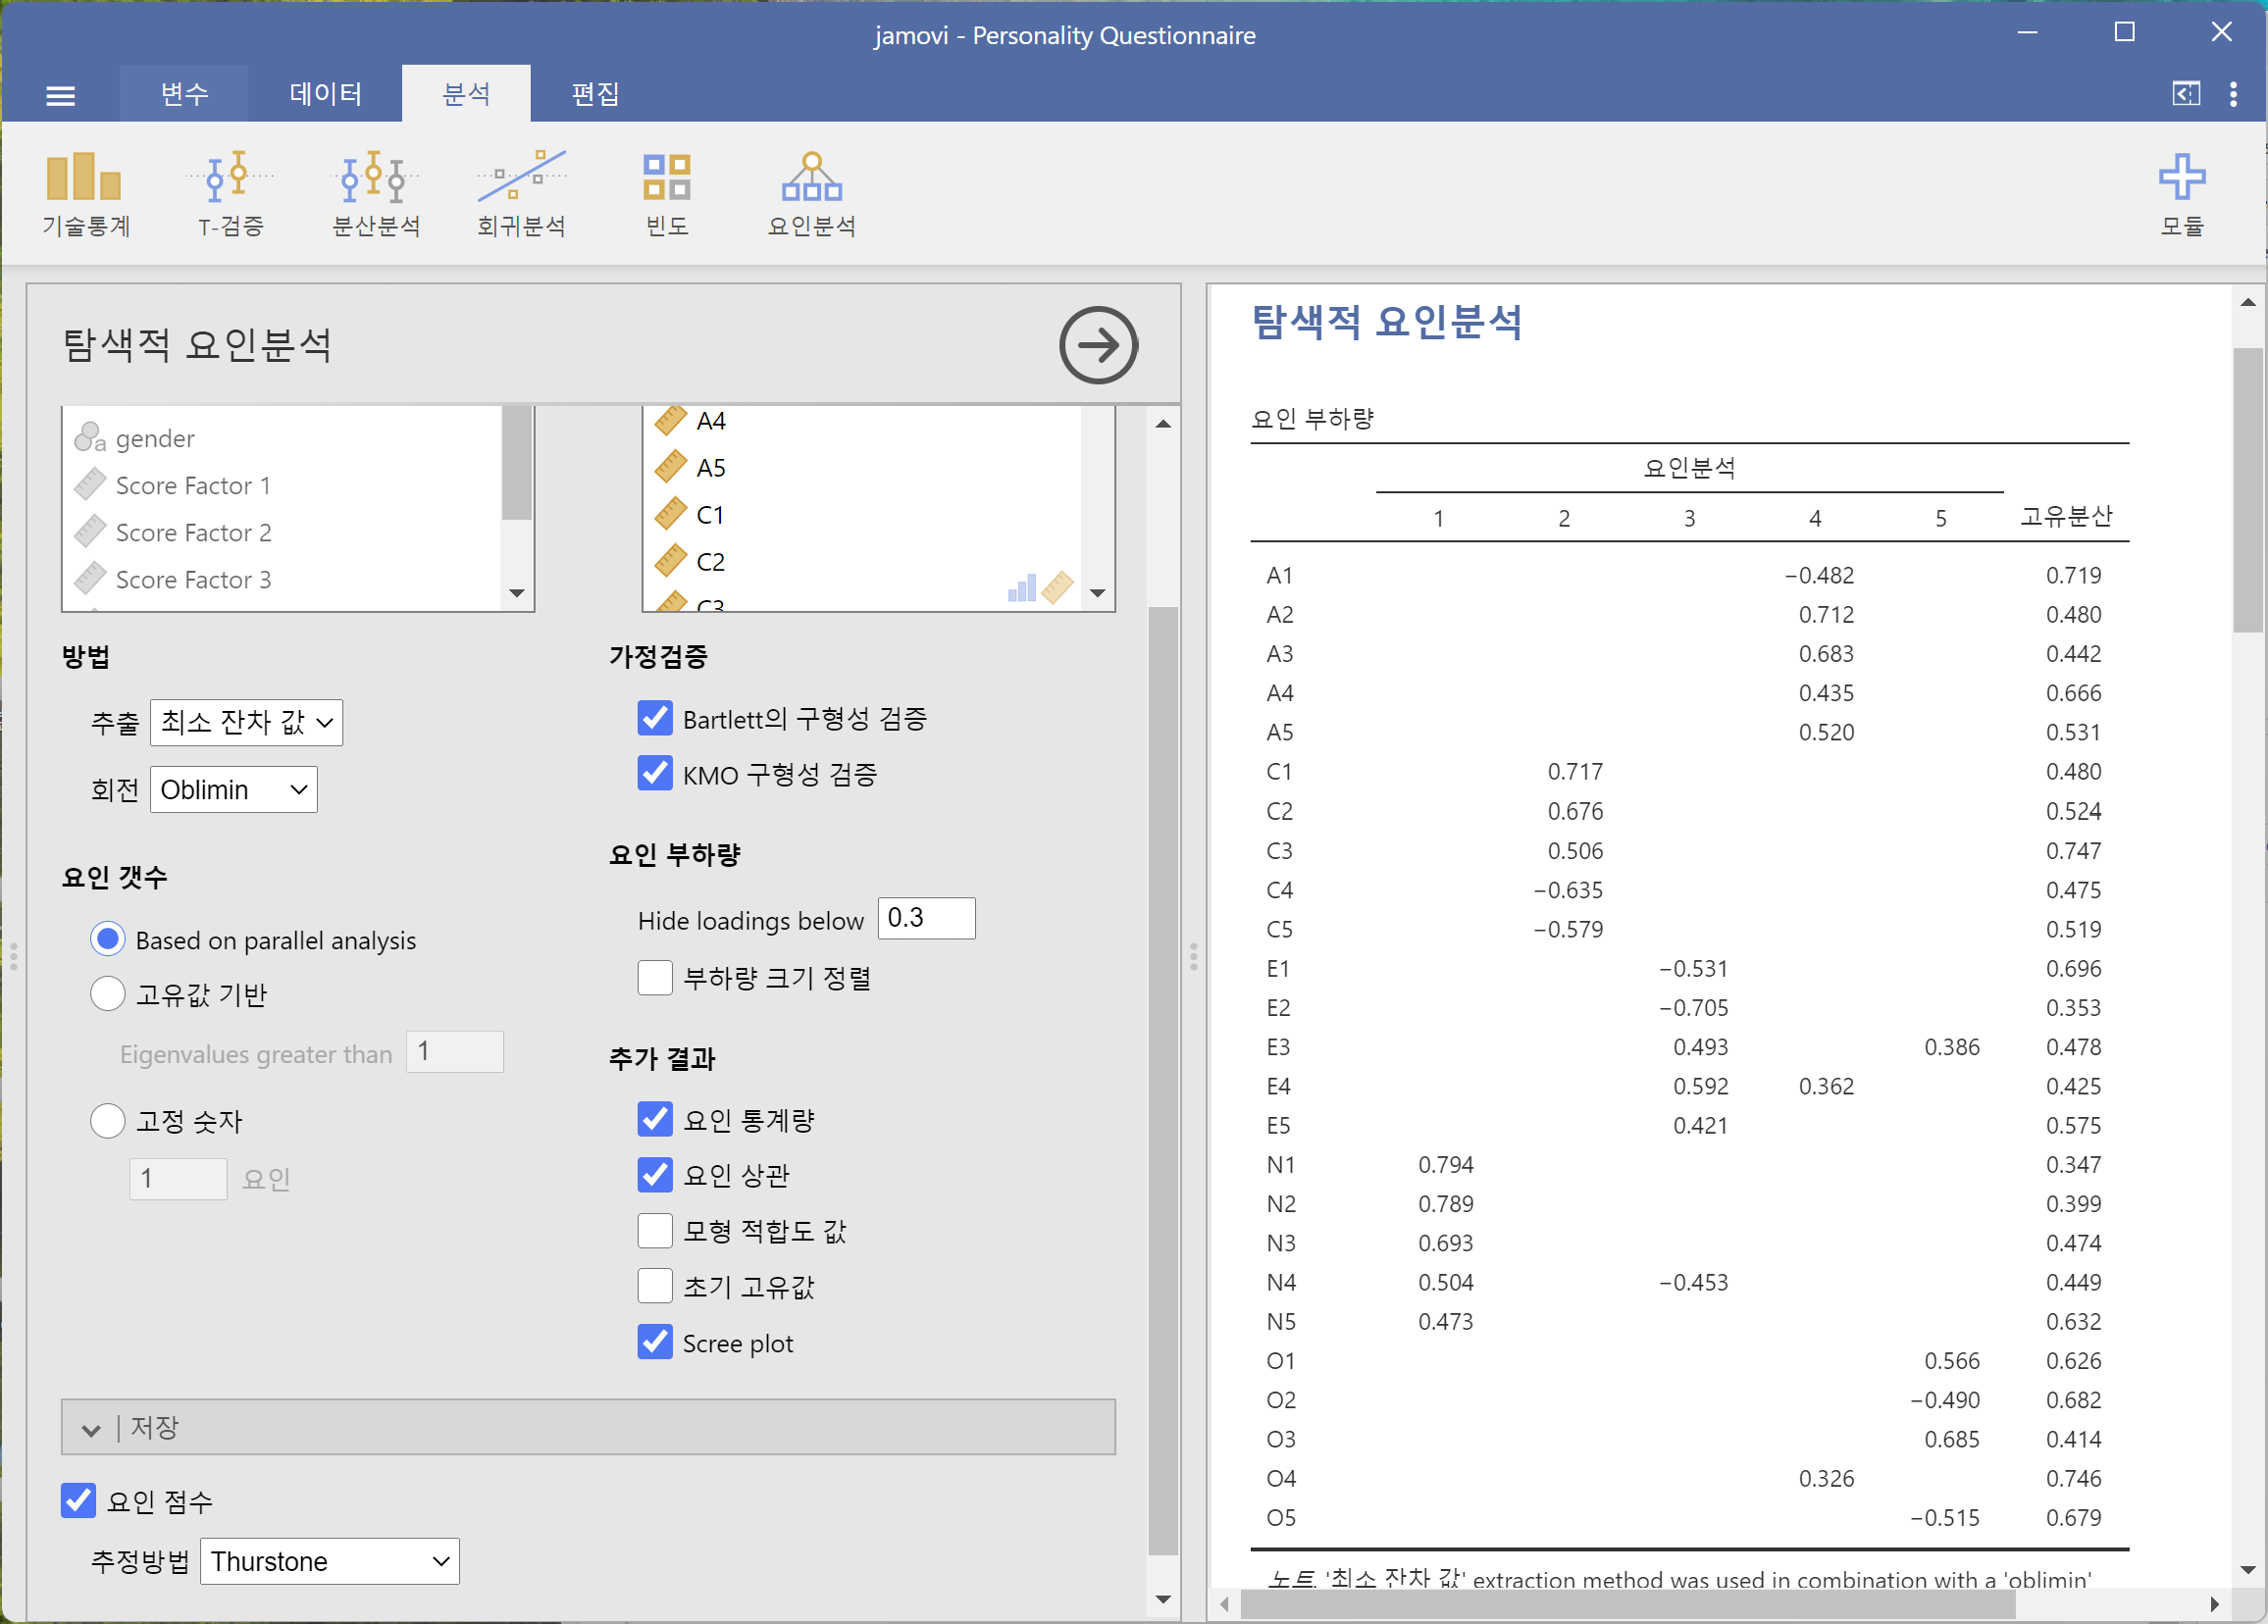 jamovi - Personality Questionnaire
변수 데이터 분석 편집
기술통계 T-검증 분산분석 회귀분석 빈도 요인분석 모듈
탐색적 요인분석
gender
Score Factor 1
Score Factor 2
Score Factor 3
A4
A5
C1
C2
C3
방법
추출 최소 잔차 값
회전 Oblimin
요인 갯수
Based on parallel analysis
고유값 기반
Eigenvalues greater than 1
고정 숫자
1 요인
가정검증
Bartlett의 구형성 검증
KMO 구형성 검증
요인 부하량
Hide loadings below 0.3
부하량 크기 정렬
추가 결과
요인 통계량
요인 상관
모형 적합도 값
초기 고유값
Scree plot
저장
요인 점수
추정방법 Thurstone
탐색적 요인분석
요인 부하량
요인분석
1 2 3 4 5 고유분산
A1 −0.482 0.719
A2 0.712 0.480
A3 0.683 0.442
A4 0.435 0.666
A5 0.520 0.531
C1 0.717 0.480
C2 0.676 0.524
C3 0.506 0.747
C4 −0.635 0.475
C5 −0.579 0.519
E1 −0.531 0.696
E2 −0.705 0.353
E3 0.493 0.386 0.478
E4 0.592 0.362 0.425
E5 0.421 0.575
N1 0.794 0.347
N2 0.789 0.399
N3 0.693 0.474
N4 0.504 −0.453 0.449
N5 0.473 0.632
O1 0.566 0.626
O2 −0.490 0.682
O3 0.685 0.414
O4 0.326 0.746
O5 −0.515 0.679
노트. '최소 잔차 값' extraction method was used in combination with a 'oblimin'